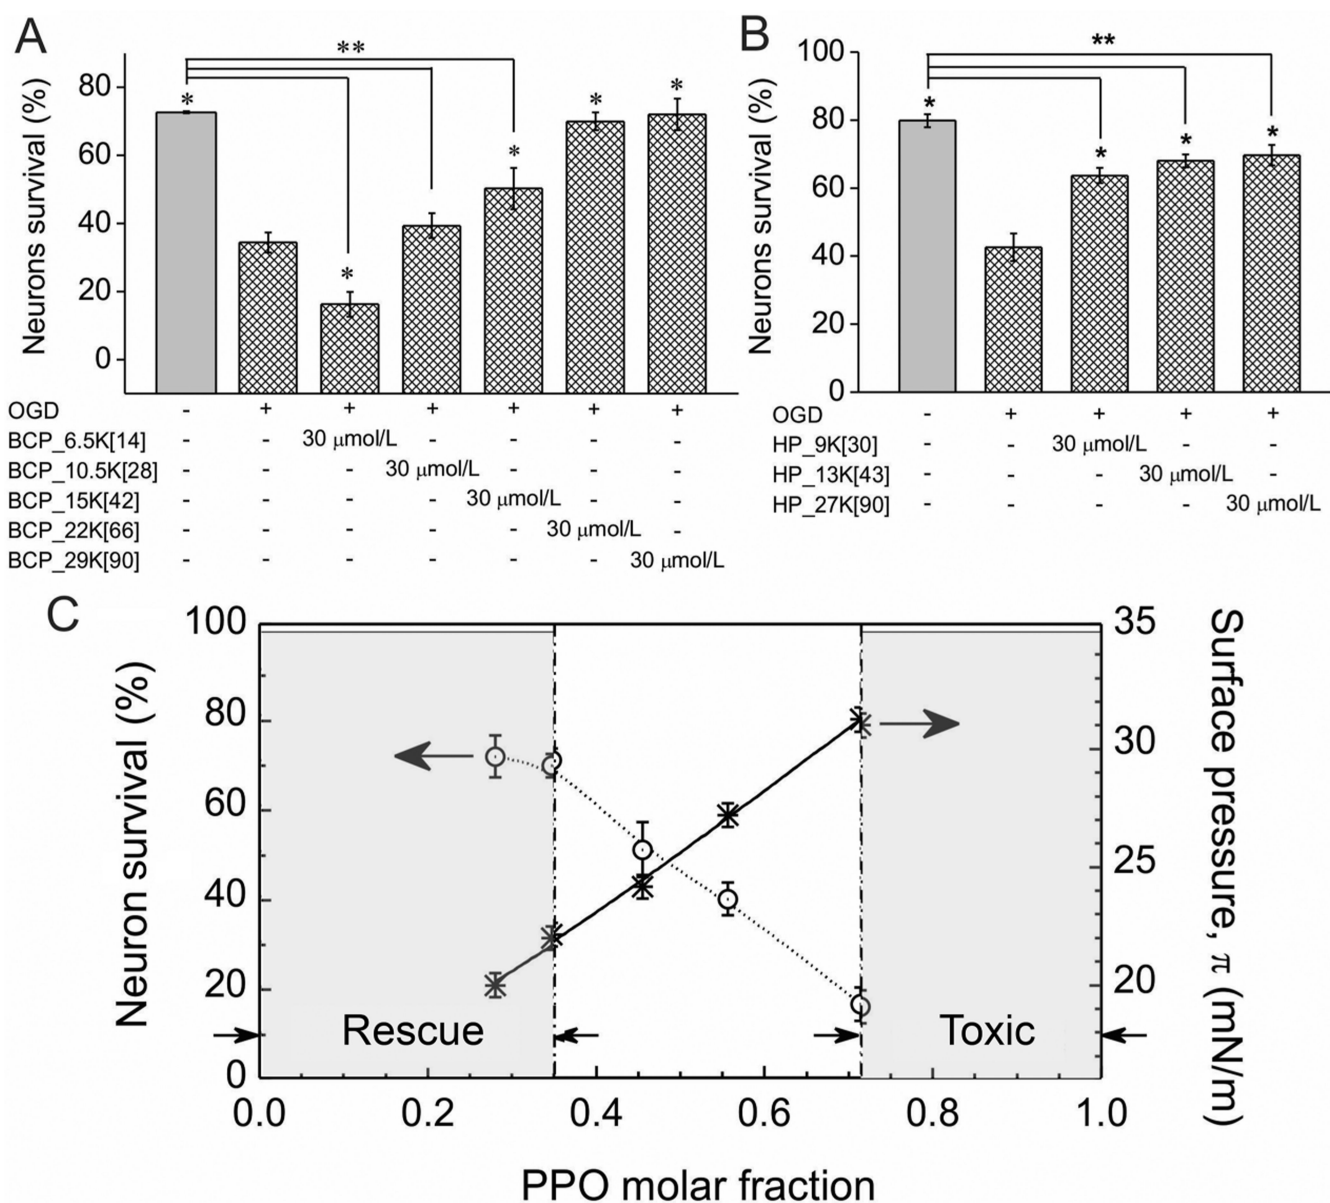 A
B
**
**
Neurons survival (%)
80
60
40
20
0
*
*
*
*
*
Neurons survival (%)
100
80
60
40
20
0
*
*
*
*
OGD - + + + + + +
BCP_6.5K[14] - - 30 μmol/L - - - -
BCP_10.5K[28] - - - 30 μmol/L - - -
BCP_15K[42] - - - - 30 μmol/L - -
BCP_22K[66] - - - - - 30 μmol/L -
BCP_29K[90] - - - - - - 30 μmol/L
OGD - + + + +
HP_9K[30] - - 30 μmol/L - -
HP_13K[43] - - - 30 μmol/L -
HP_27K[90] - - - - 30 μmol/L
C
Neuron survival (%)
100
80
60
40
20
0
Rescue
Toxic
35
30
25
20
Surface pressure, π (mN/m)
0.0 0.2 0.4 0.6 0.8 1.0
PPO molar fraction